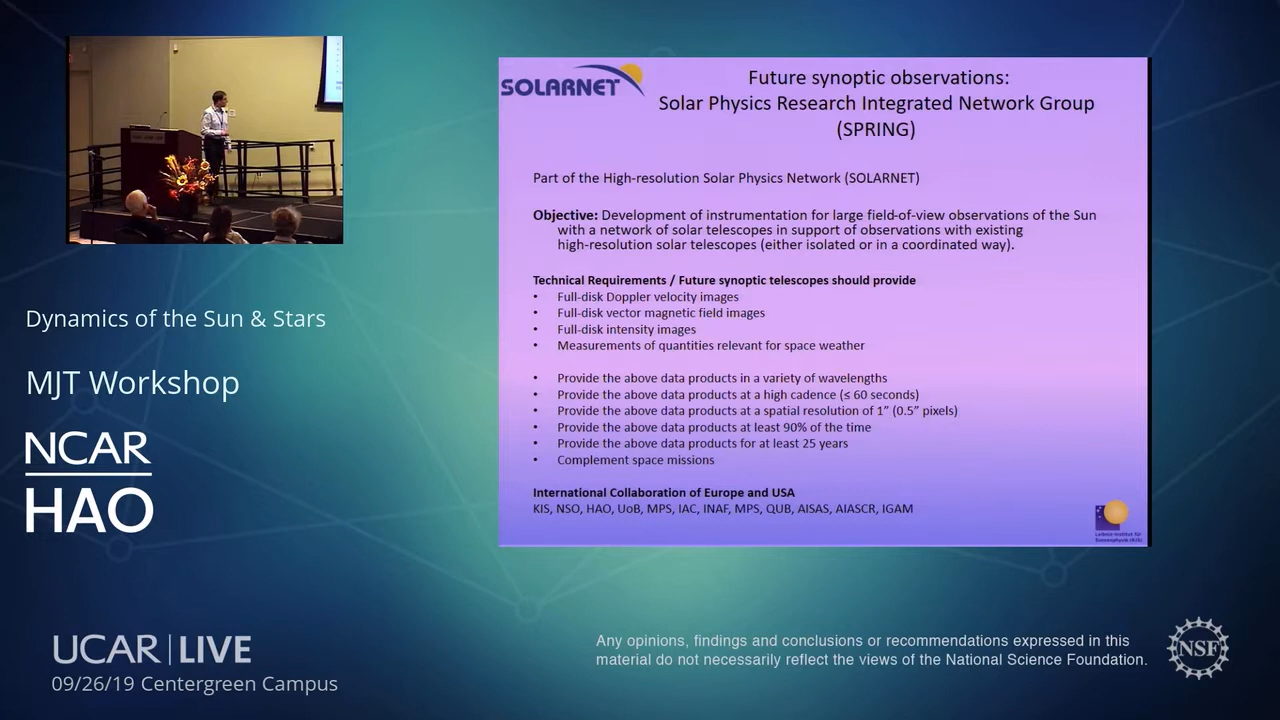 SOLARNET
Future synoptic observations:
Solar Physics Research Integrated Network Group
(SPRING)
Part of the High-resolution Solar Physics Network (SOLARNET)
Objective: Development of instrumentation for large field-of-view observations of the Sun
with a network of solar telescopes in support of observations with existing
high-resolution solar telescopes (either isolated or in a coordinated way).
Technical Requirements / Future synoptic telescopes should provide
• Full-disk Doppler velocity images
• Full-disk vector magnetic field images
• Full-disk intensity images
• Measurements of quantities relevant for space weather
• Provide the above data products in a variety of wavelengths
• Provide the above data products at a high cadence (≤ 60 seconds)
• Provide the above data products at a spatial resolution of 1” (0.5” pixels)
• Provide the above data products at least 90% of the time
• Provide the above data products for at least 25 years
• Complement space missions
International Collaboration of Europe and USA
KIS, NSO, HAO, UoB, MPS, IAC, INAF, MPS, QUB, AISAS, AIASCR, IGAM
Leibniz-Institut für
Sonnenphysik (KIS)
Dynamics of the Sun & Stars
MJT Workshop
NCAR
HAO
UCAR | LIVE
09/26/19 Centergreen Campus
Any opinions, findings and conclusions or recommendations expressed in this
material do not necessarily reflect the views of the National Science Foundation.
NSF